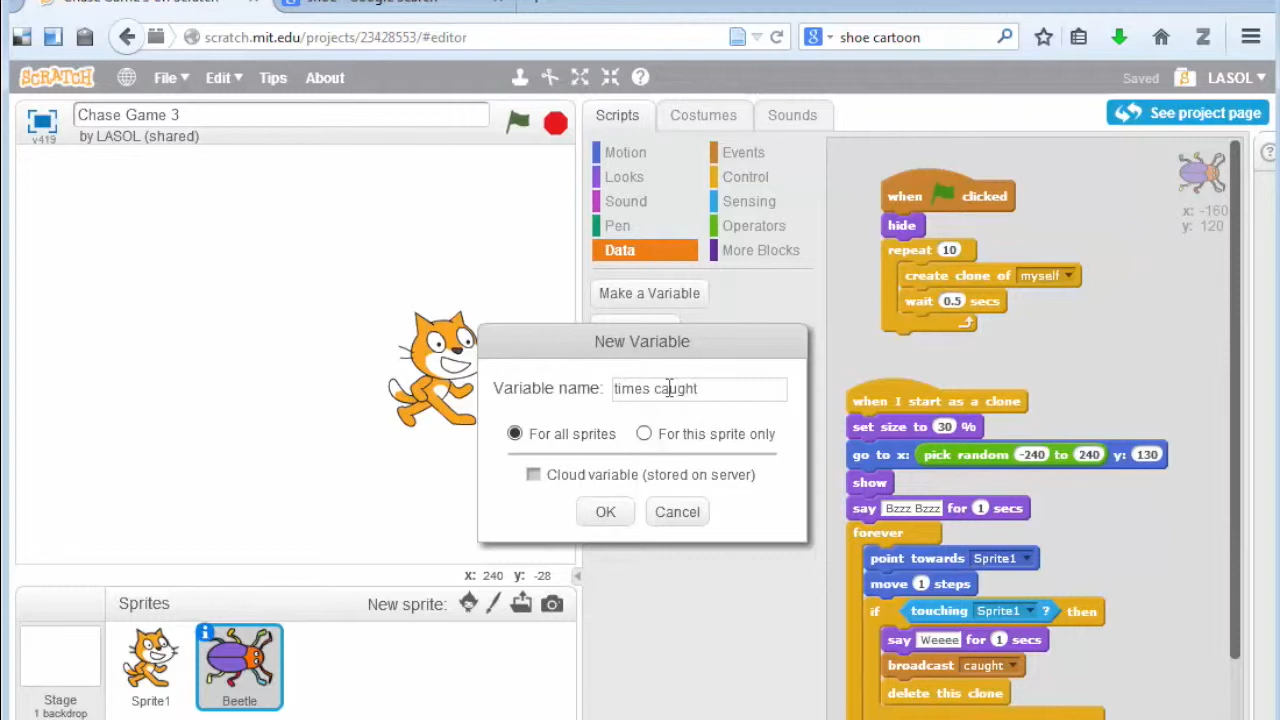 scratch.mit.edu/projects/23428553/#editor
shoe cartoon
SCRATCH
File
Edit
Tips
About
Saved
LASOL
v419
Chase Game 3
by LASOL (shared)
Scripts
Costumes
Sounds
See project page
Motion
Looks
Sound
Pen
Data
Events
Control
Sensing
Operators
More Blocks
Make a Variable
New Variable
Variable name: times caught
For all sprites
For this sprite only
Cloud variable (stored on server)
OK
Cancel
x: -160
y: 120
when clicked
hide
repeat 10
create clone of myself
wait 0.5 secs
when I start as a clone
set size to 30 %
go to x: pick random -240 to 240 y: 130
show
say Bzzz Bzzz for 1 secs
forever
point towards Sprite1
move 1 steps
if touching Sprite1 ? then
say Weeee for 1 secs
broadcast caught
delete this clone
x: 240 y: -28
Sprites
New sprite:
Stage
1 backdrop
Sprite1
Beetle